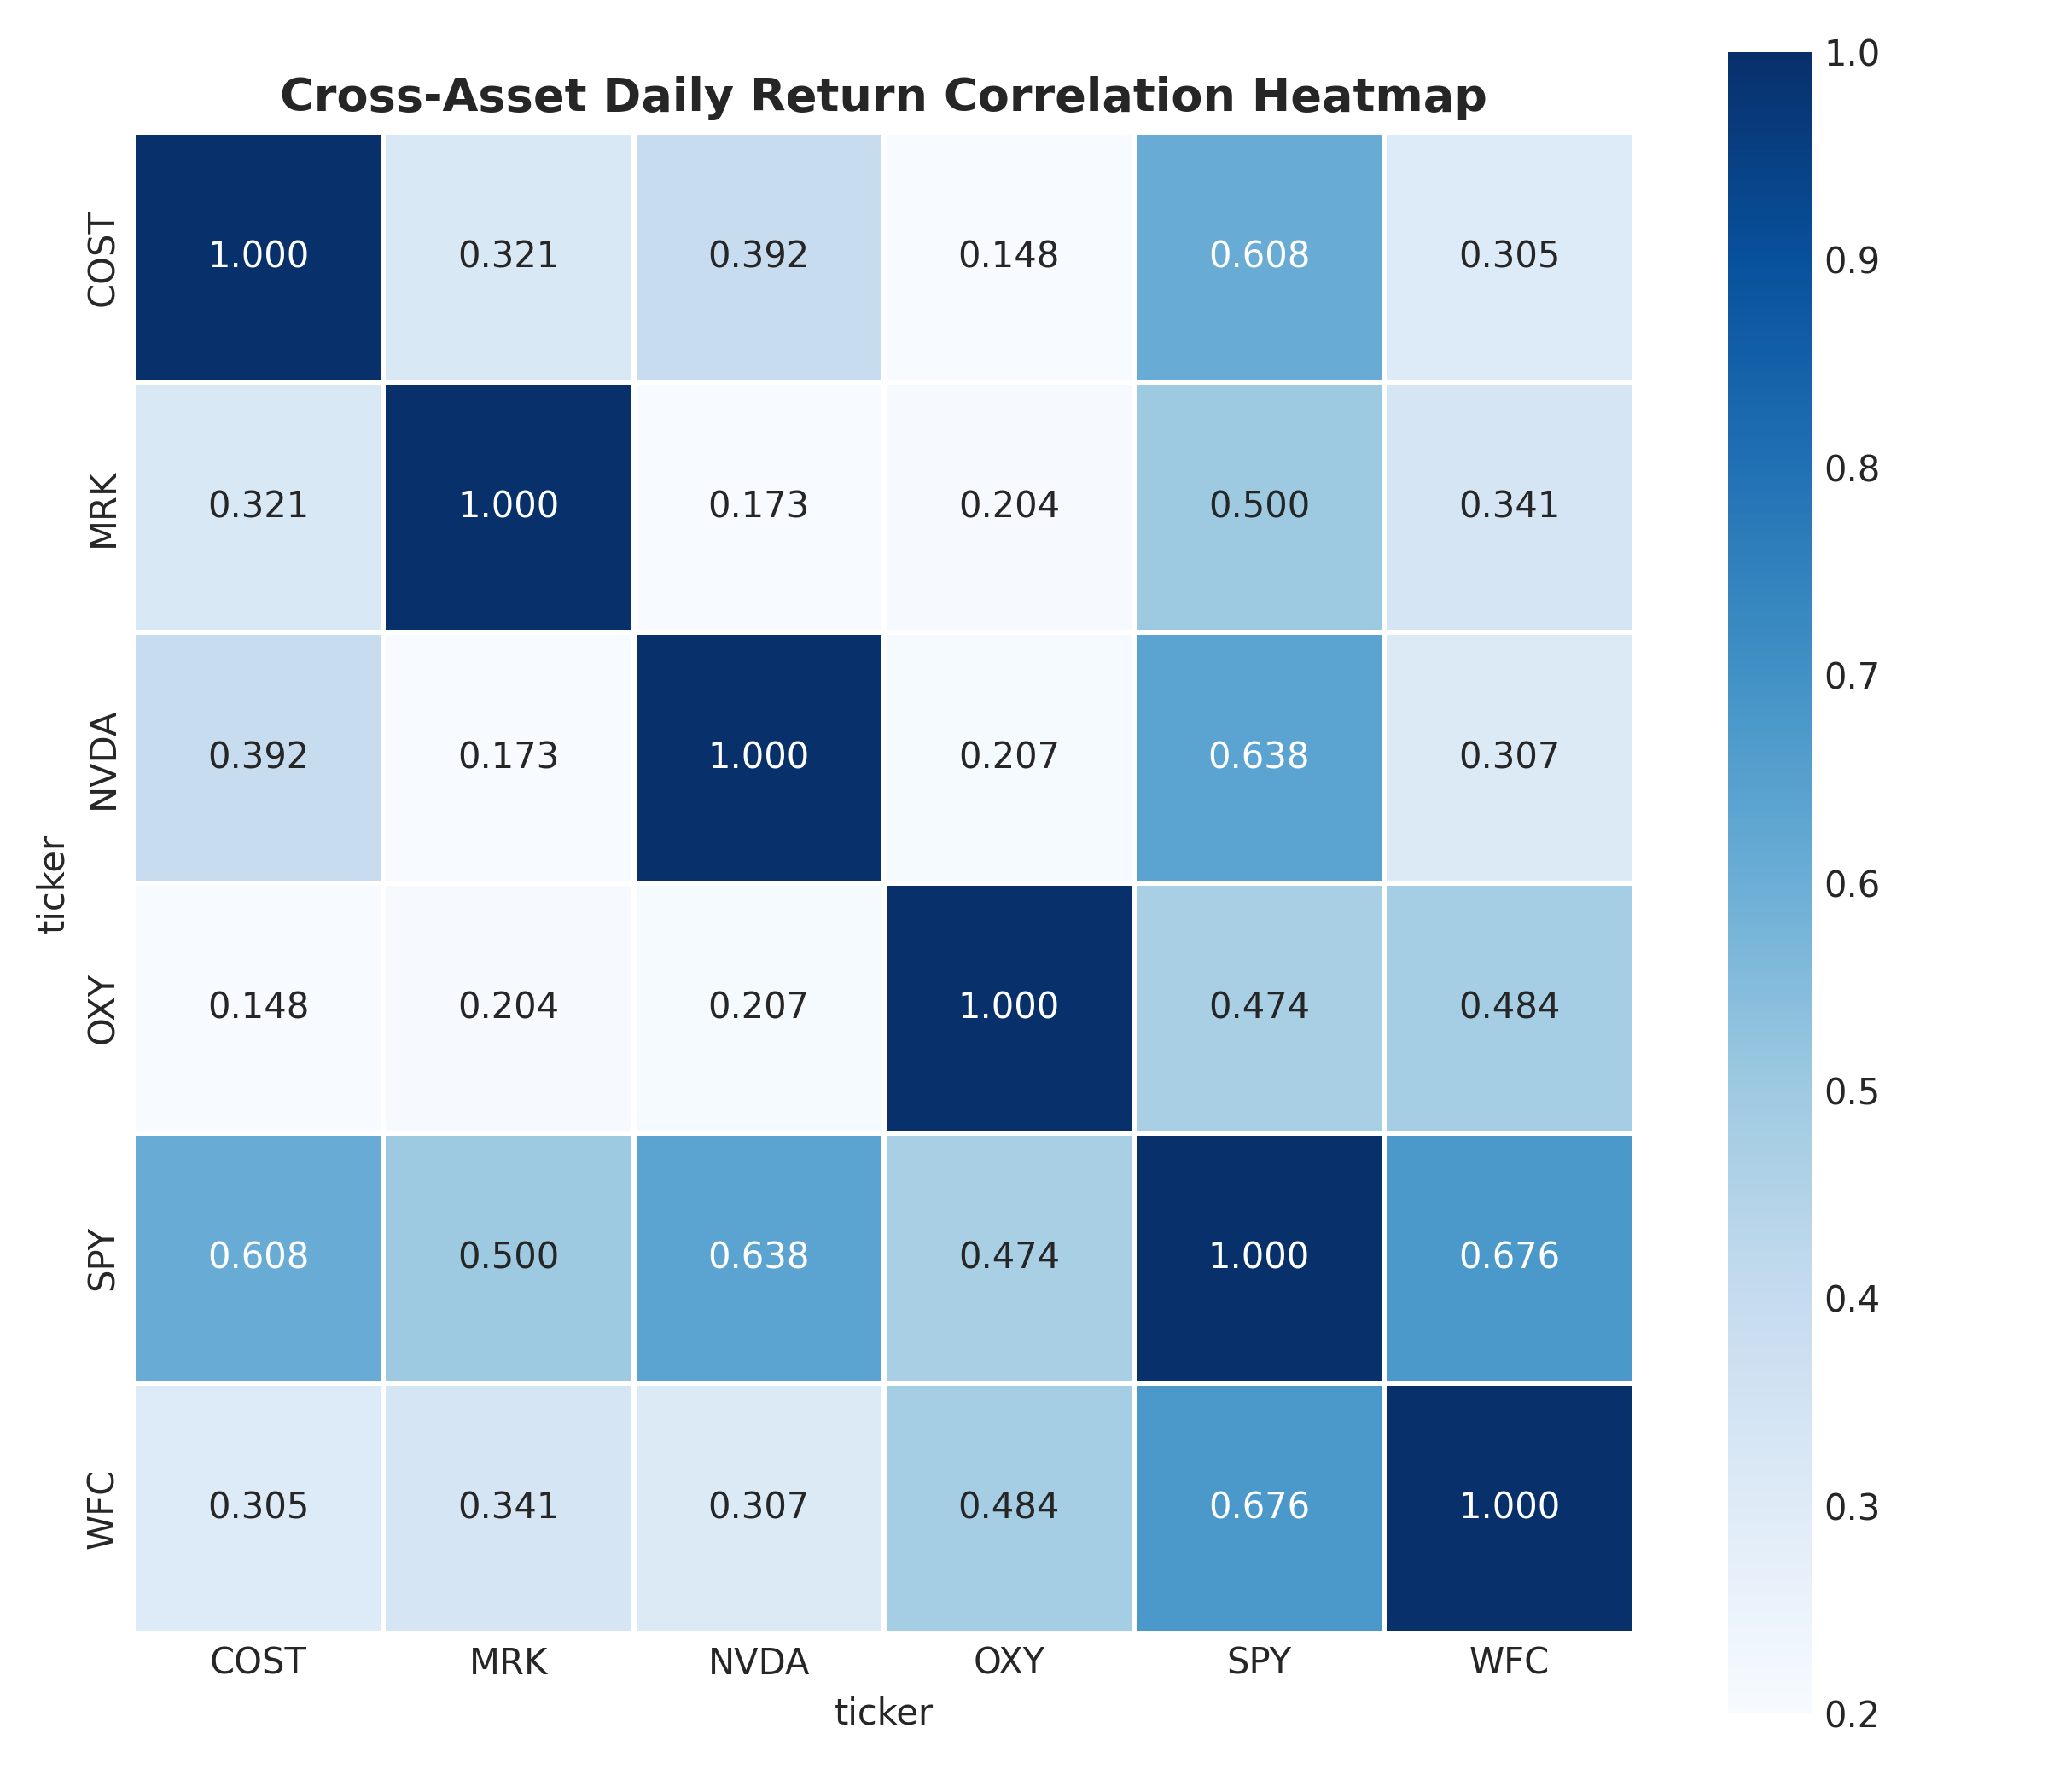 Cross-Asset Daily Return Correlation Heatmap
COST 1.000 0.321 0.392 0.148 0.608 0.305
MRK 0.321 1.000 0.173 0.204 0.500 0.341
NVDA 0.392 0.173 1.000 0.207 0.638 0.307
OXY 0.148 0.204 0.207 1.000 0.474 0.484
SPY 0.608 0.500 0.638 0.474 1.000 0.676
WFC 0.305 0.341 0.307 0.484 0.676 1.000
ticker
COST MRK NVDA OXY SPY WFC
ticker
1.0
0.9
0.8
0.7
0.6
0.5
0.4
0.3
0.2